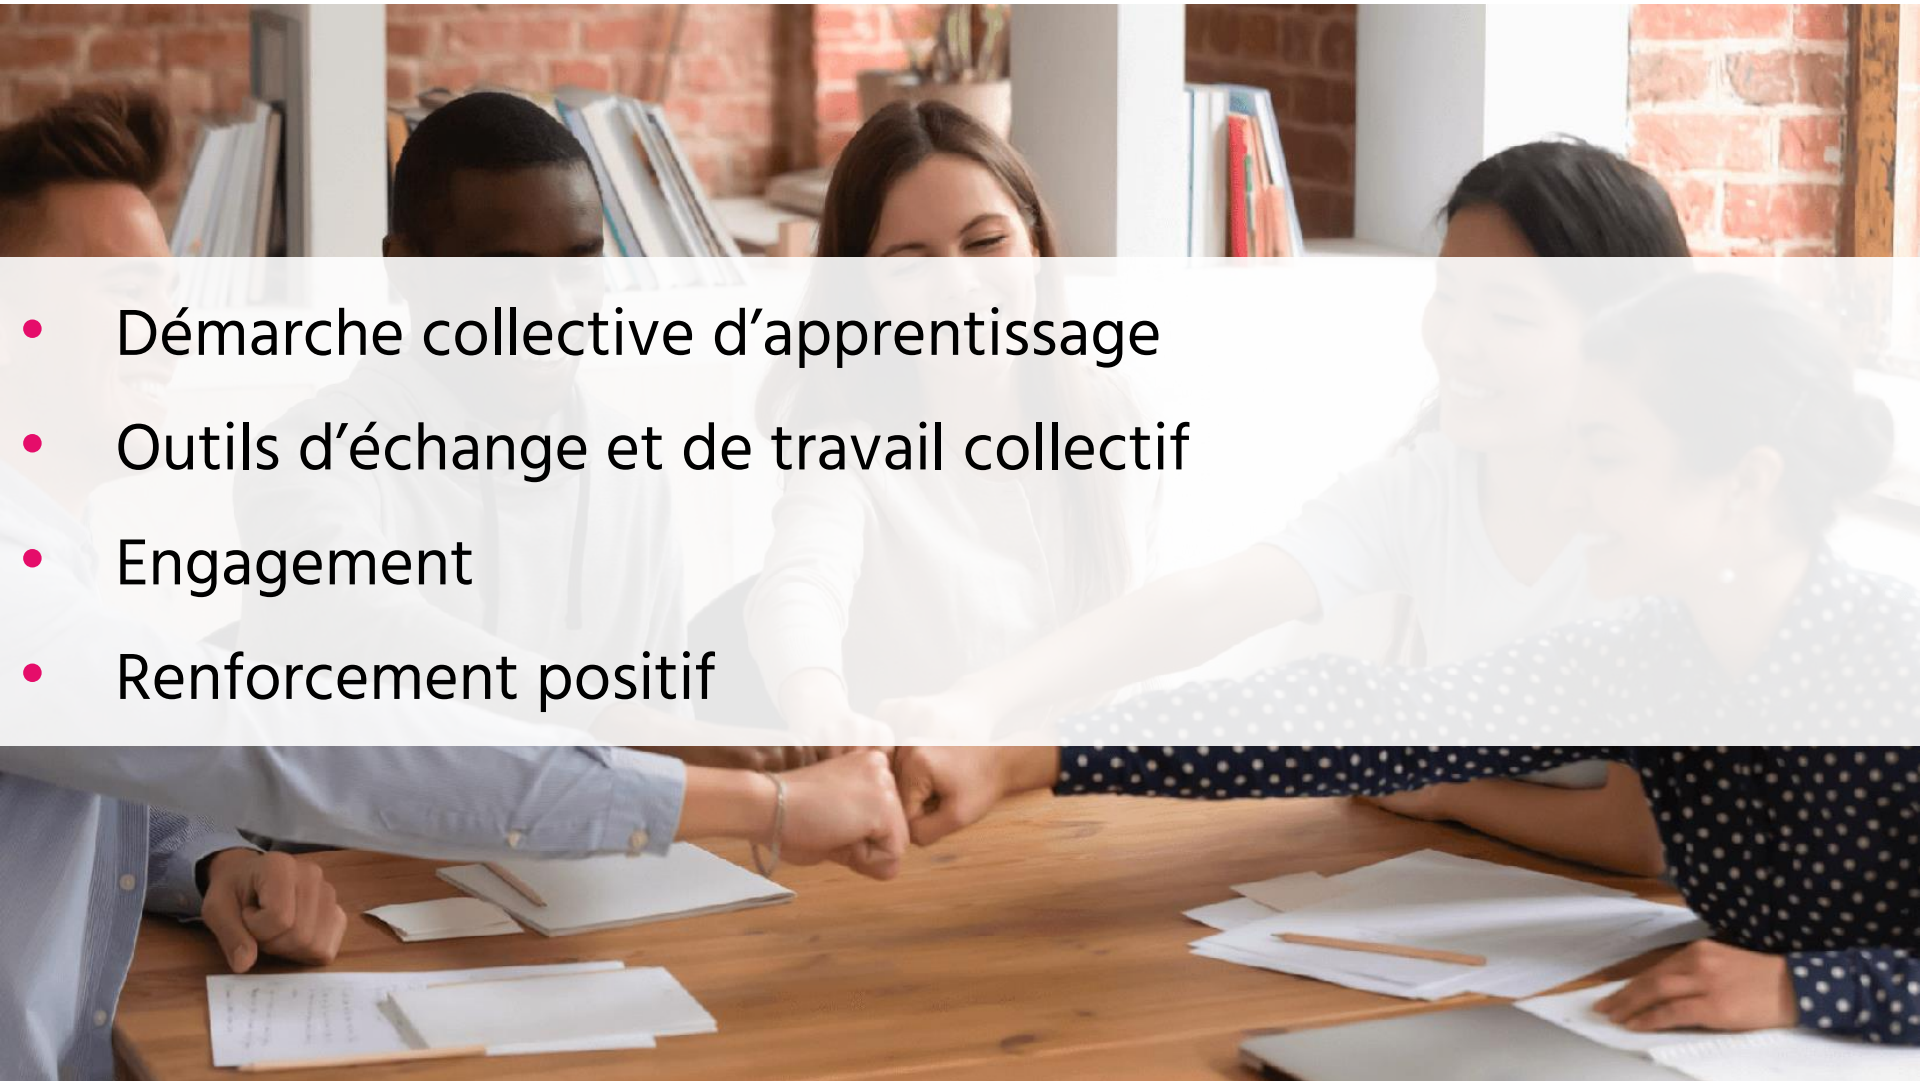 • Démarche collective d’apprentissage
• Outils d’échange et de travail collectif
• Engagement
• Renforcement positif